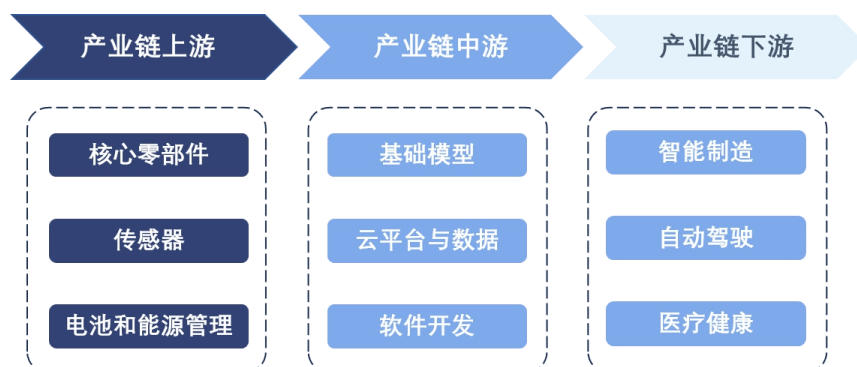 产业链上游
产业链中游
产业链下游
核心零部件
传感器
电池和能源管理
基础模型
云平台与数据
软件开发
智能制造
自动驾驶
医疗健康